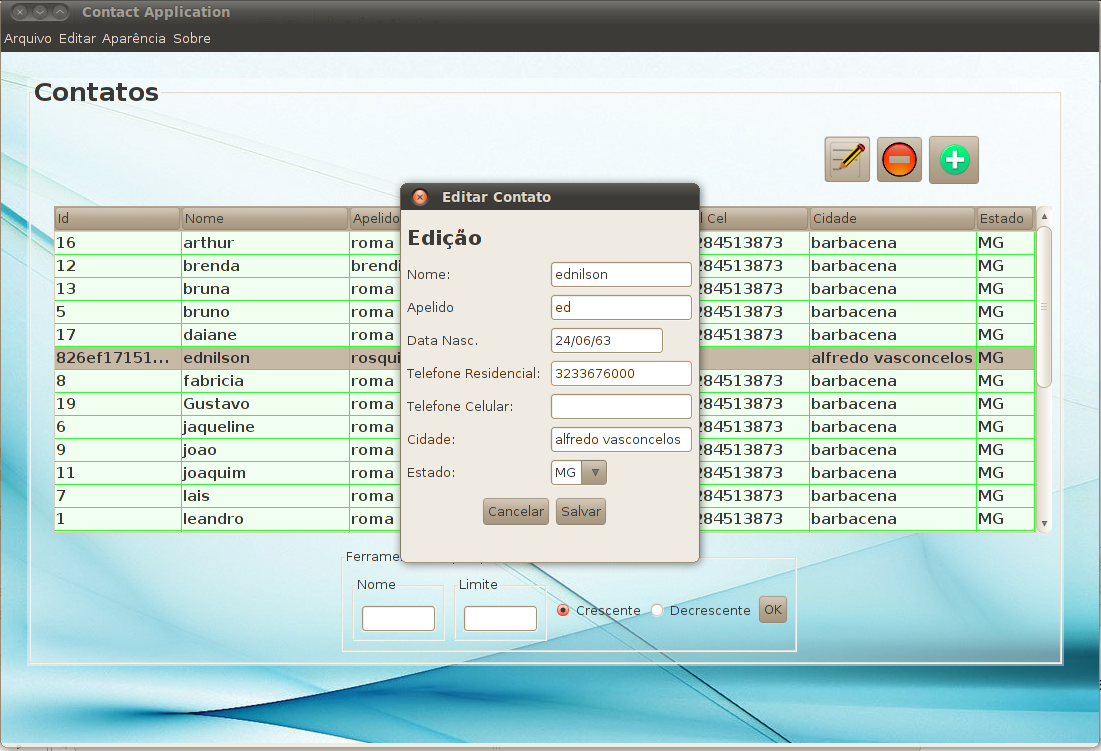 Contact Application
Arquivo Editar Aparência Sobre
Contatos
Id Nome Apelido Cel Cidade Estado
16 arthur roma 284513873 barbacena MG
12 brenda brendi 284513873 barbacena MG
13 bruna roma 284513873 barbacena MG
5 bruno roma 284513873 barbacena MG
17 daiane roma 284513873 barbacena MG
826ef17151... ednilson rosqui alfredo vasconcelos MG
8 fabricia roma 284513873 barbacena MG
19 Gustavo roma 284513873 barbacena MG
6 jaqueline roma 284513873 barbacena MG
9 joao roma 284513873 barbacena MG
11 joaquim roma 284513873 barbacena MG
7 lais roma 284513873 barbacena MG
1 leandro roma 284513873 barbacena MG
Editar Contato
Edição
Nome: ednilson
Apelido ed
Data Nasc. 24/06/63
Telefone Residencial: 3233676000
Telefone Celular:
Cidade: alfredo vasconcelos
Estado: MG
Cancelar Salvar
Ferrame
Nome Limite
Crescente Decrescente OK